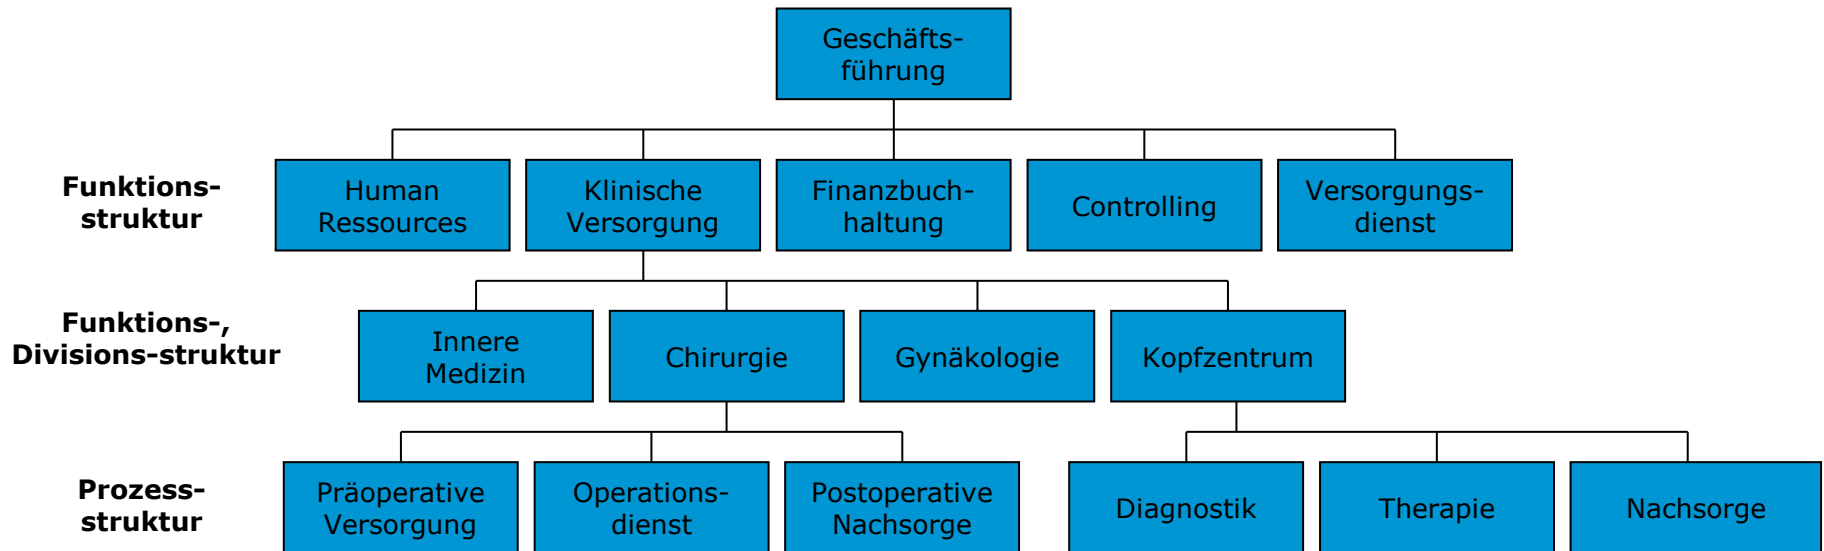 Geschäfts-
führung
Funktions-
struktur
Human
Ressources
Klinische
Versorgung
Finanzbuch-
haltung
Controlling
Versorgungs-
dienst
Funktions-,
Divisions-struktur
Innere
Medizin
Chirurgie
Gynäkologie
Kopfzentrum
Prozess-
struktur
Präoperative
Versorgung
Operations-
dienst
Postoperative
Nachsorge
Diagnostik
Therapie
Nachsorge